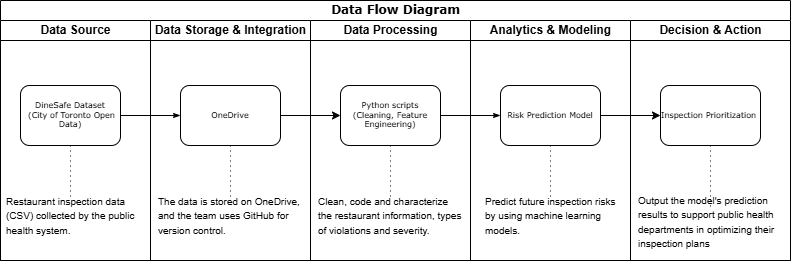 Data Flow Diagram
Data Source
Data Storage & Integration
Data Processing
Analytics & Modeling
Decision & Action
DineSafe Dataset
(City of Toronto Open
Data)
OneDrive
Python scripts
(Cleaning, Feature
Engineering)
Risk Prediction Model
Inspection Prioritization
Restaurant inspection data
(CSV) collected by the public
health system.
The data is stored on OneDrive,
and the team uses GitHub for
version control.
Clean, code and characterize
the restaurant information, types
of violations and severity.
Predict future inspection risks
by using machine learning
models.
Output the model's prediction
results to support public health
departments in optimizing their
inspection plans